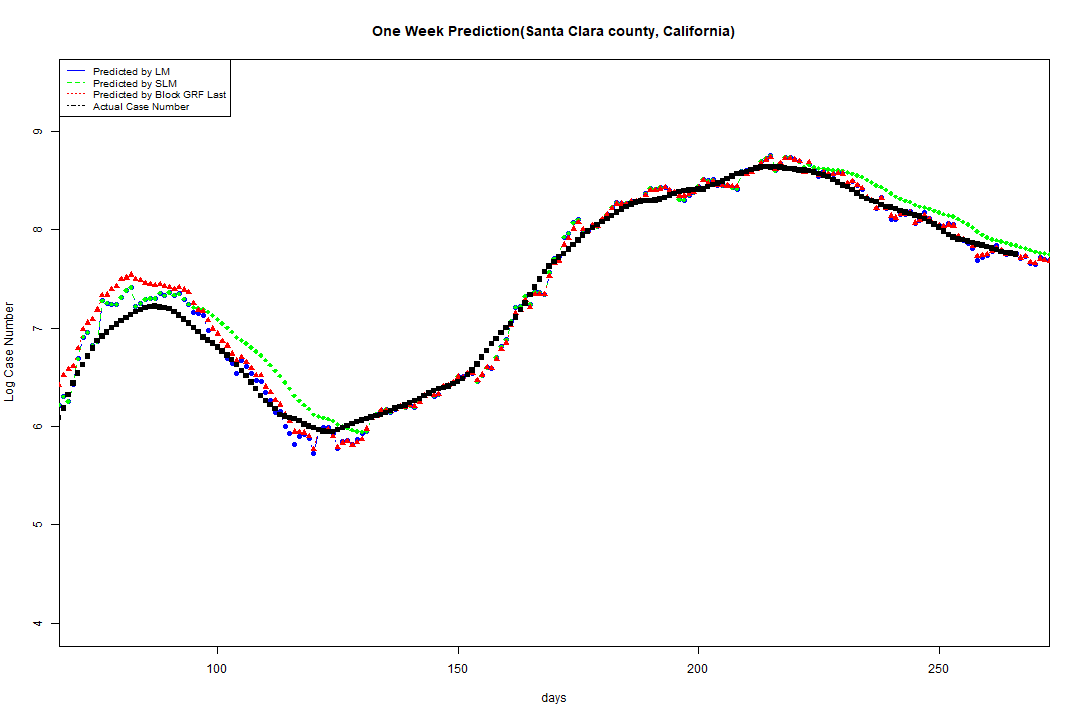 One Week Prediction(Santa Clara county, California)
Predicted by LM
Predicted by SLM
Predicted by Block GRF Last
Actual Case Number
9
8
7
6
5
4
Log Case Number
100 150 200 250
days